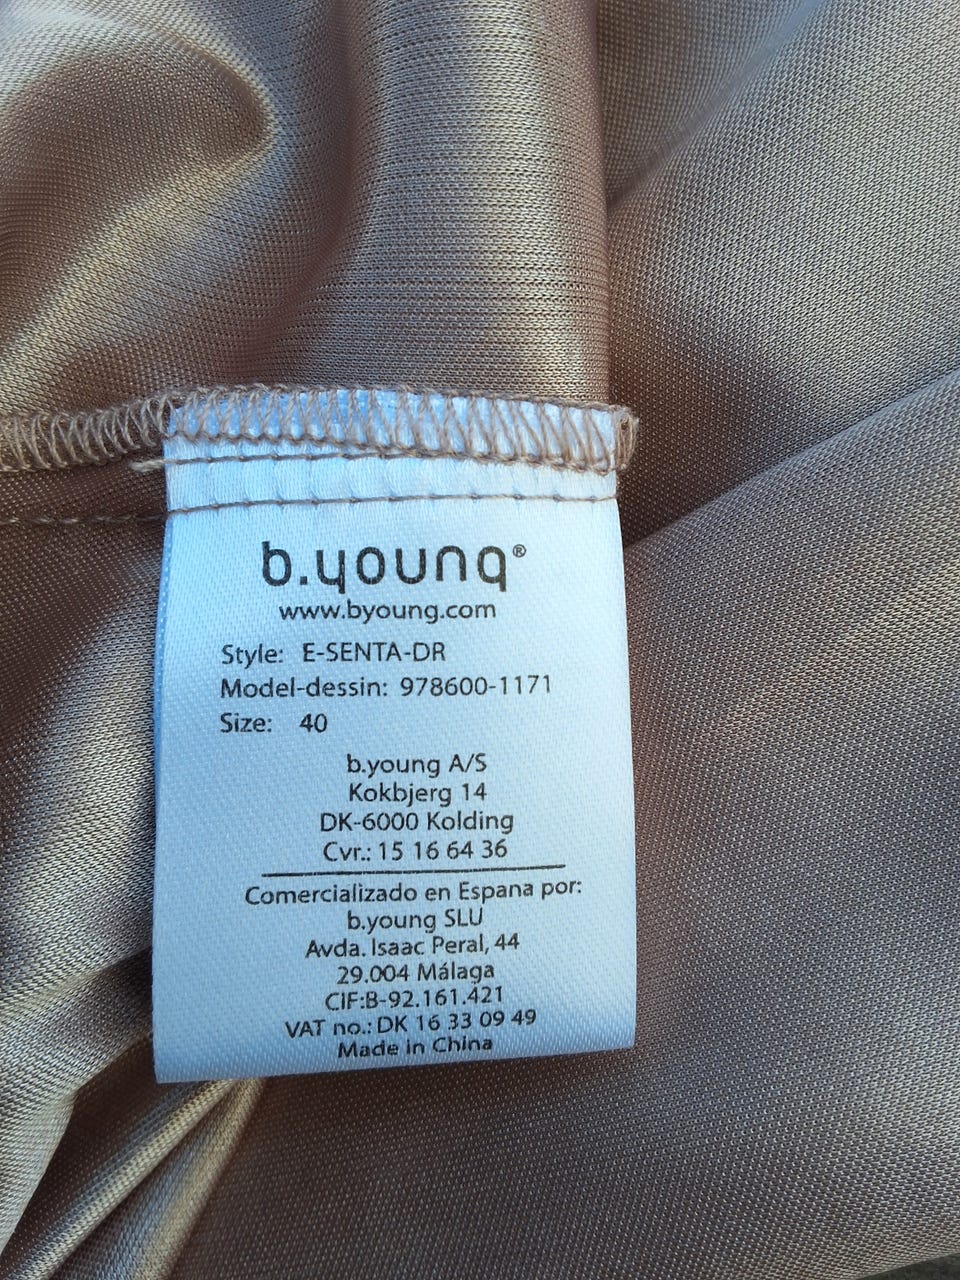 b.young®
www.byoung.com
Style: E-SENTA-DR
Model-dessin: 978600-1171
Size: 40
b.young A/S
Kokbjerg 14
DK-6000 Kolding
Cvr.: 15 16 64 36
Comercializado en Espana por:
b.young SLU
Avda. Isaac Peral, 44
29.004 Málaga
CIF:B-92.161.421
VAT no.: DK 16 33 09 49
Made in China